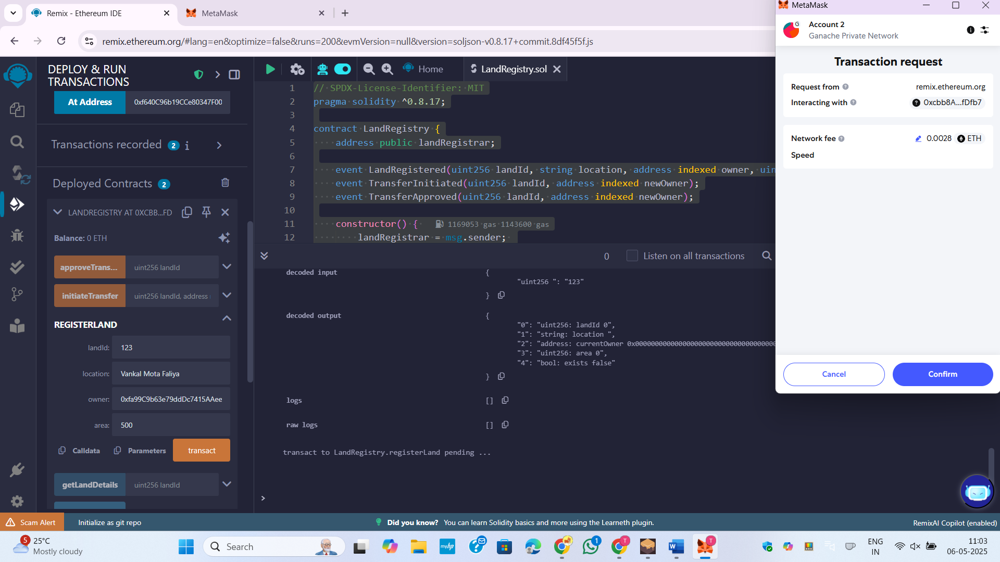 Remix - Ethereum IDE
MetaMask
remix.ethereum.org/#lang=en&optimize=false&runs=200&evmVersion=null&version=soljson-v0.8.17+commit.8df45f5f.js
DEPLOY & RUN
TRANSACTIONS
At Address
0xf640C96b19CCe80347F00
Transactions recorded 2 i
Deployed Contracts 2
LANDREGISTRY AT 0XCBB...FD
Balance: 0 ETH
approveTrans...
uint256 landId
initiateTransfer
uint256 landId, address
REGISTERLAND
landId:
123
location:
Vankal Mota Faliya
owner:
0xfa99C9b63e79ddDc7415AAee
area:
500
Calldata
Parameters
transact
getLandDetails
uint256 landId
Home
LandRegistry.sol
1 // SPDX-License-Identifier: MIT
2 pragma solidity ^0.8.17;
3
4 contract LandRegistry {
5 address public landRegistrar;
6
7 event LandRegistered(uint256 landId, string location, address indexed owner, uin
8 event TransferInitiated(uint256 landId, address indexed newOwner);
9 event TransferApproved(uint256 landId, address indexed newOwner);
10
11 constructor() { 1169053 gas 1143600 gas
12 landRegistrar = msg.sender;
0
Listen on all transactions
decoded input
{
"uint256 ": "123"
}
decoded output
{
"0": "uint256: landId 0",
"1": "string: location ",
"2": "address: currentOwner 0x0000000000000000000000000000000000
"3": "uint256: area 0",
"4": "bool: exists false"
}
logs
[]
raw logs
[]
transact to LandRegistry.registerLand pending ...
>
MetaMask
G
Account 2
Ganache Private Network
Transaction request
Request from ?
remix.ethereum.org
Interacting with ?
? 0xcbb8A...fDfb7
Network fee ?
0.0028
ETH
Speed
Cancel
Confirm
Scam Alert
Initialize as git repo
Did you know? You can learn Solidity basics and more using the Learneth plugin.
RemixAI Copilot (enabled)
5
25°C
Mostly cloudy
Search
myhp
1
T
W
T
ENG
IN
11:03
06-05-2025